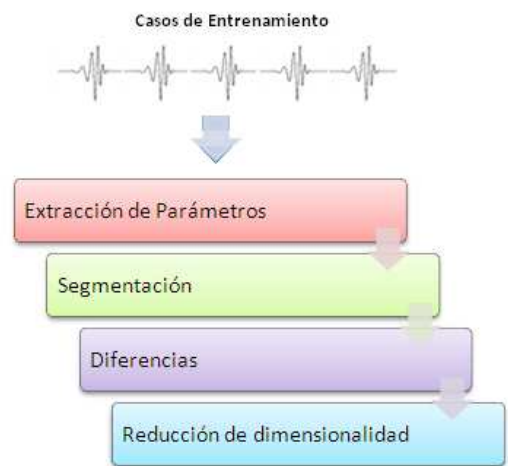 Casos de Entrenamiento
Extracción de Parámetros
Segmentación
Diferencias
Reducción de dimensionalidad